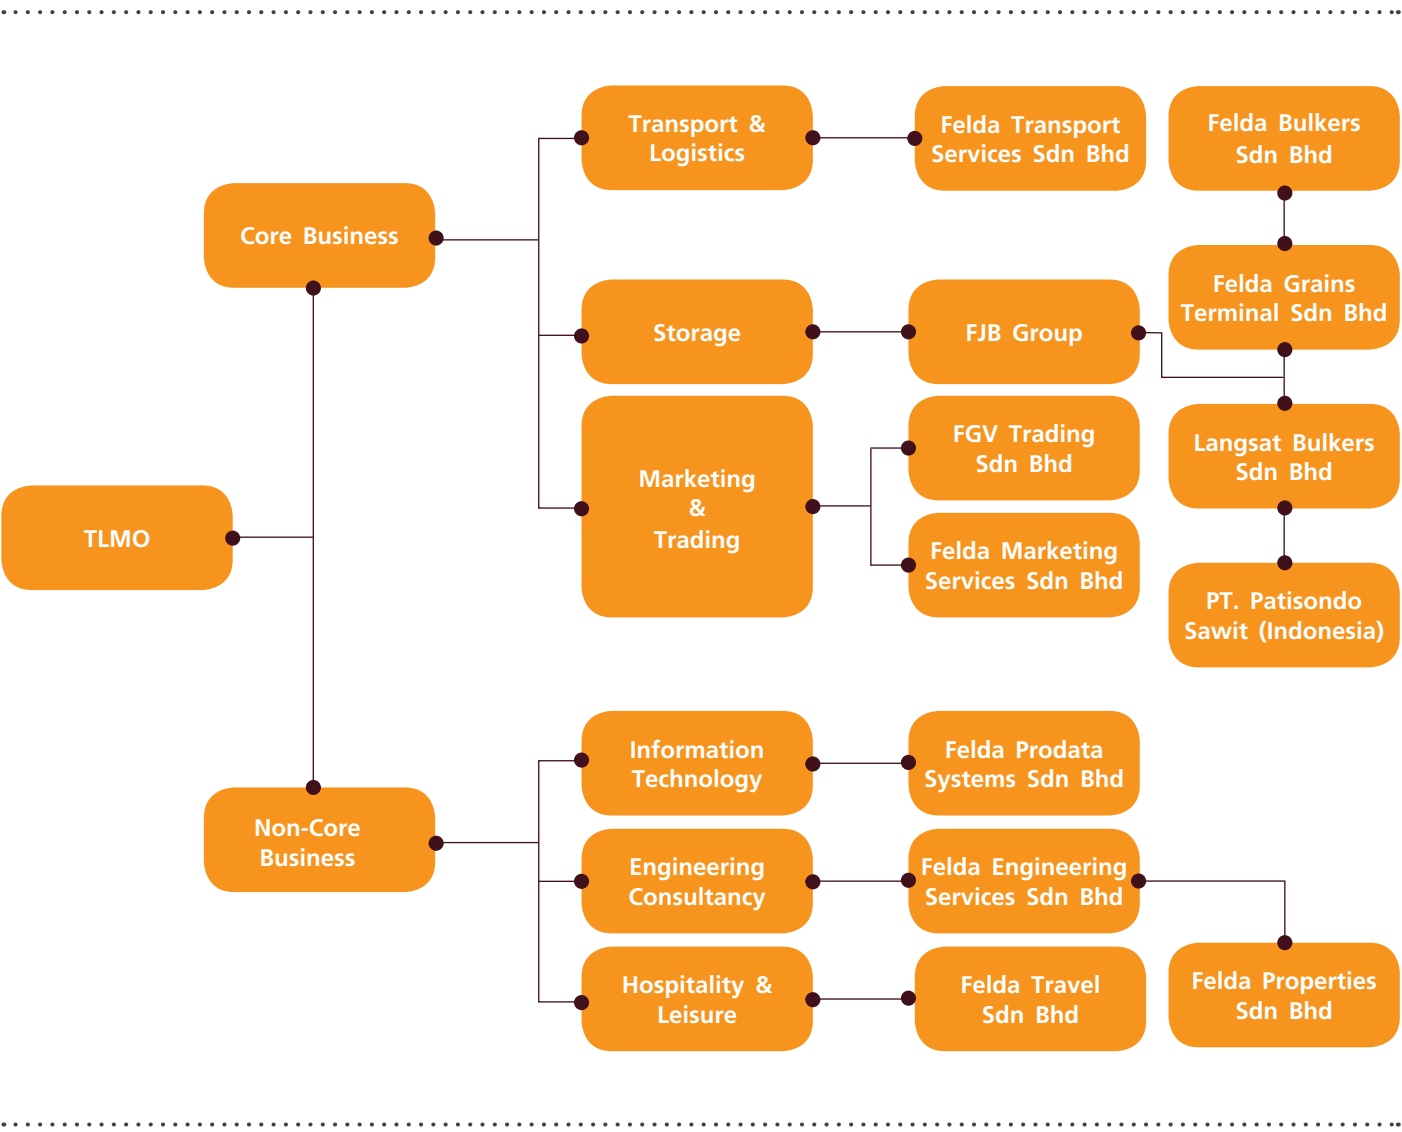 Transport &
Logistics
Felda Transport
Services Sdn Bhd
Felda Bulkers
Sdn Bhd
Core Business
Felda Grains
Terminal Sdn Bhd
Storage
FJB Group
Marketing
&
Trading
FGV Trading
Sdn Bhd
Langsat Bulkers
Sdn Bhd
TLMO
Felda Marketing
Services Sdn Bhd
PT. Patisondo
Sawit (Indonesia)
Non-Core
Business
Information
Technology
Felda Prodata
Systems Sdn Bhd
Engineering
Consultancy
Felda Engineering
Services Sdn Bhd
Hospitality &
Leisure
Felda Travel
Sdn Bhd
Felda Properties
Sdn Bhd